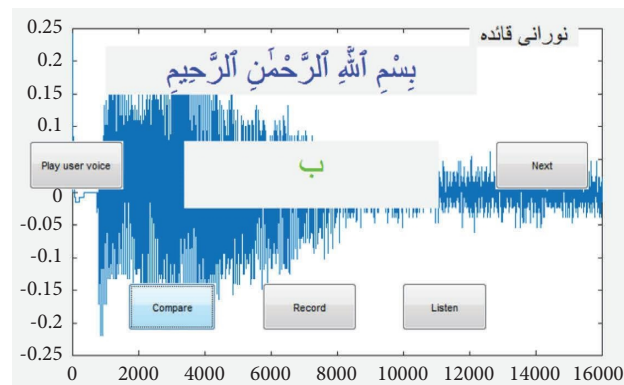 0.25
نورانی قائدہ
0.2
بِسْمِ ٱللَّٰهِ ٱلرَّحْمَٰنِ ٱلرَّحِيمِ
0.15
0.1
Play user voice
ب
Next
0
-0.05
-0.1
-0.15
Compare
Record
Listen
-0.2
-0.25
0 2000 4000 6000 8000 10000 12000 14000 16000